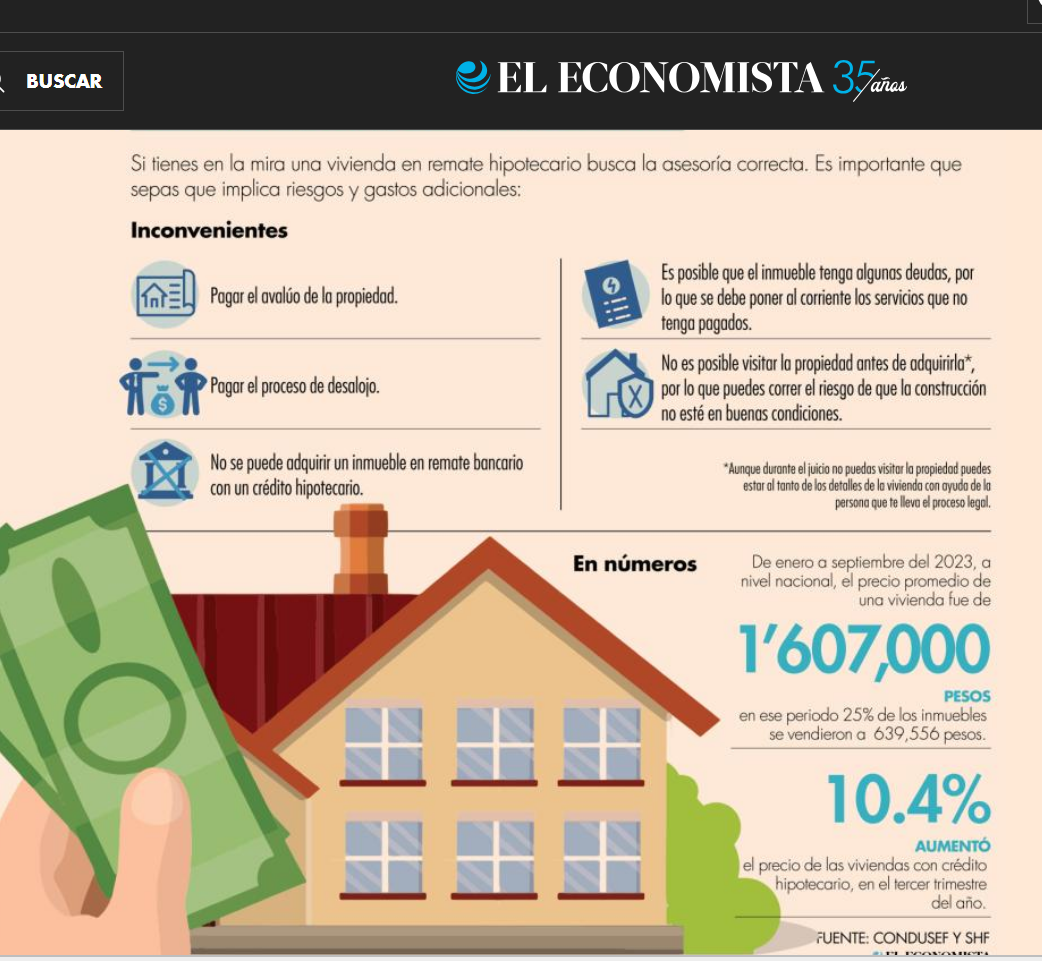 BUSCAR
EL ECONOMISTA 35 años
Si tienes en la mira una vivienda en remate hipotecario busca la asesoría correcta. Es importante que
sepas que implica riesgos y gastos adicionales:
Inconvenientes
Pagar el avalúo de la propiedad.
Pagar el proceso de desalojo.
No se puede adquirir un inmueble en remate bancario
con un crédito hipotecario.
Es posible que el inmueble tenga algunas deudas, por
lo que se debe poner al corriente los servicios que no
tenga pagados.
No es posible visitar la propiedad antes de adquirirla*,
por lo que puedes correr el riesgo de que la construcción
no esté en buenas condiciones.
*Aunque durante el juicio no puedas visitar la propiedad puedes
estar al tanto de los detalles de la vivienda con ayuda de la
persona que te lleva el proceso legal.
En números
De enero a septiembre del 2023, a
nivel nacional, el precio promedio de
una vivienda fue de
1’607,000
PESOS
en ese periodo 25% de los inmuebles
se vendieron a 639,556 pesos.
10.4%
AUMENTÓ
el precio de las viviendas con crédito
hipotecario, en el tercer trimestre
del año.
FUENTE: CONDUSEF Y SHF
EL ECONOMISTA